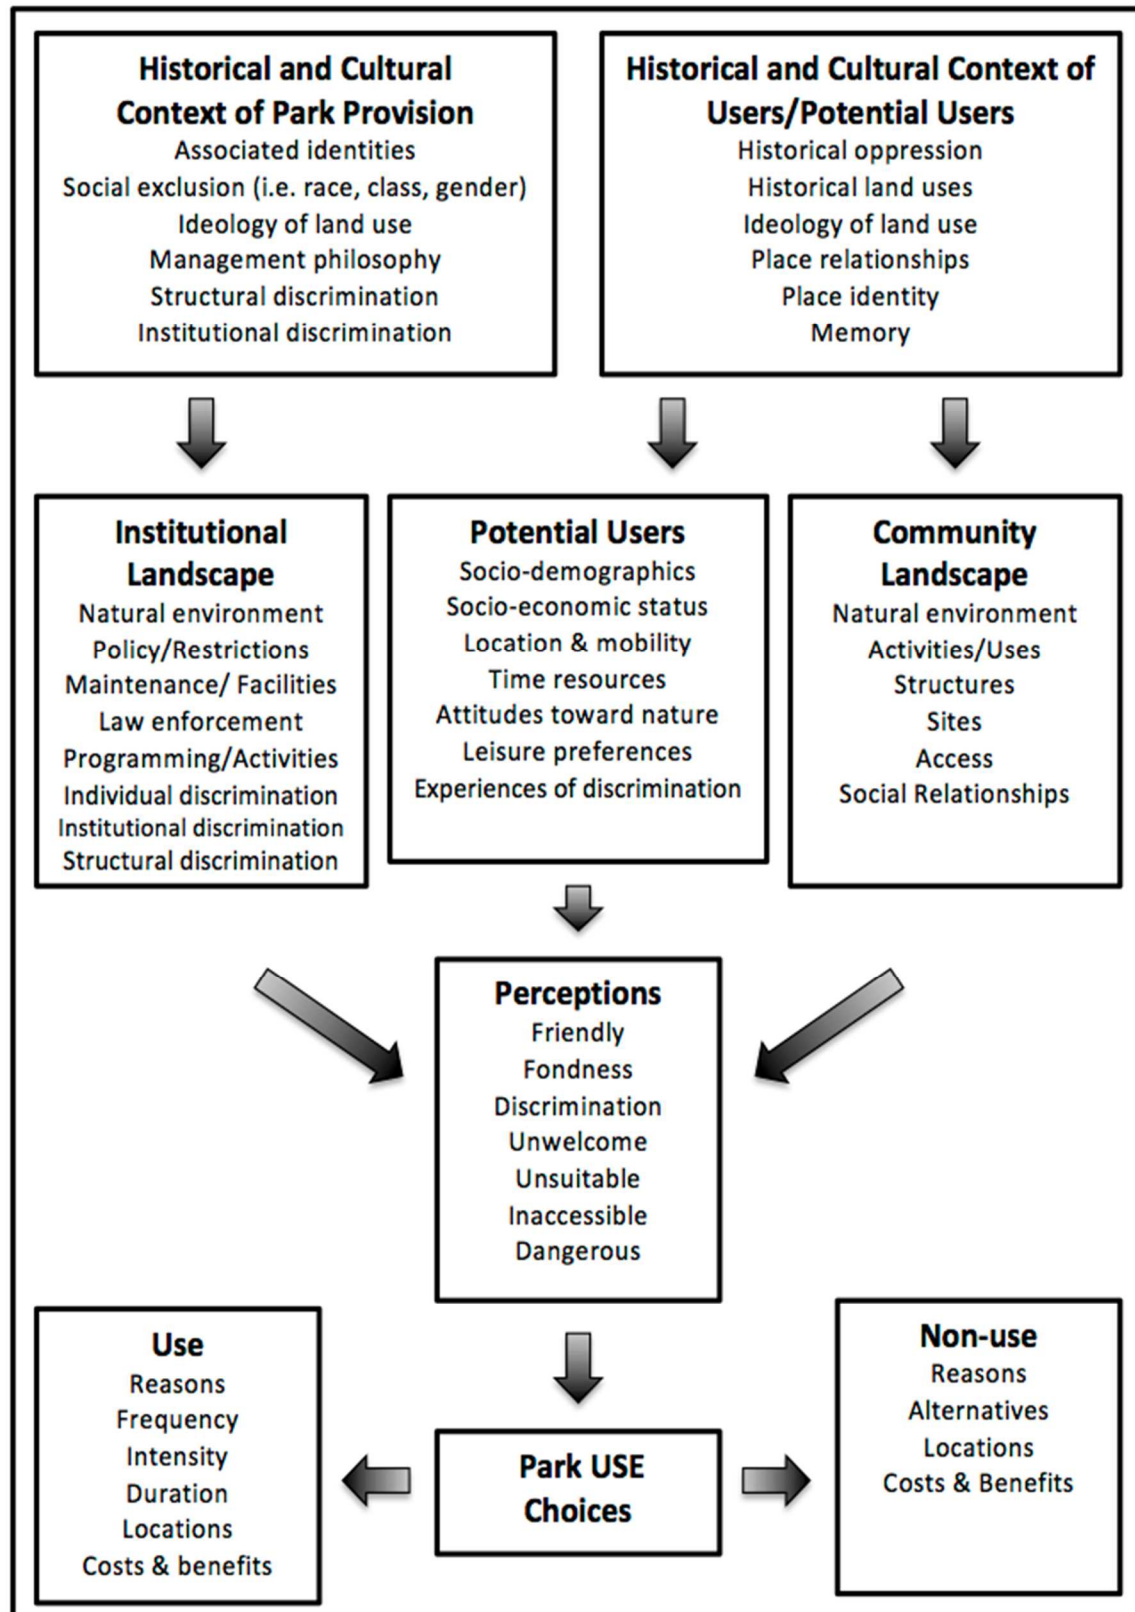 Historical and Cultural
Context of Park Provision
Associated identities
Social exclusion (i.e. race, class, gender)
Ideology of land use
Management philosophy
Structural discrimination
Institutional discrimination
Historical and Cultural Context of
Users/Potential Users
Historical oppression
Historical land uses
Ideology of land use
Place relationships
Place identity
Memory
Institutional
Landscape
Natural environment
Policy/Restrictions
Maintenance/ Facilities
Law enforcement
Programming/Activities
Individual discrimination
Institutional discrimination
Structural discrimination
Potential Users
Socio-demographics
Socio-economic status
Location & mobility
Time resources
Attitudes toward nature
Leisure preferences
Experiences of discrimination
Community
Landscape
Natural environment
Activities/Uses
Structures
Sites
Access
Social Relationships
Perceptions
Friendly
Fondness
Discrimination
Unwelcome
Unsuitable
Inaccessible
Dangerous
Use
Reasons
Frequency
Intensity
Duration
Locations
Costs & benefits
Park USE
Choices
Non-use
Reasons
Alternatives
Locations
Costs & Benefits